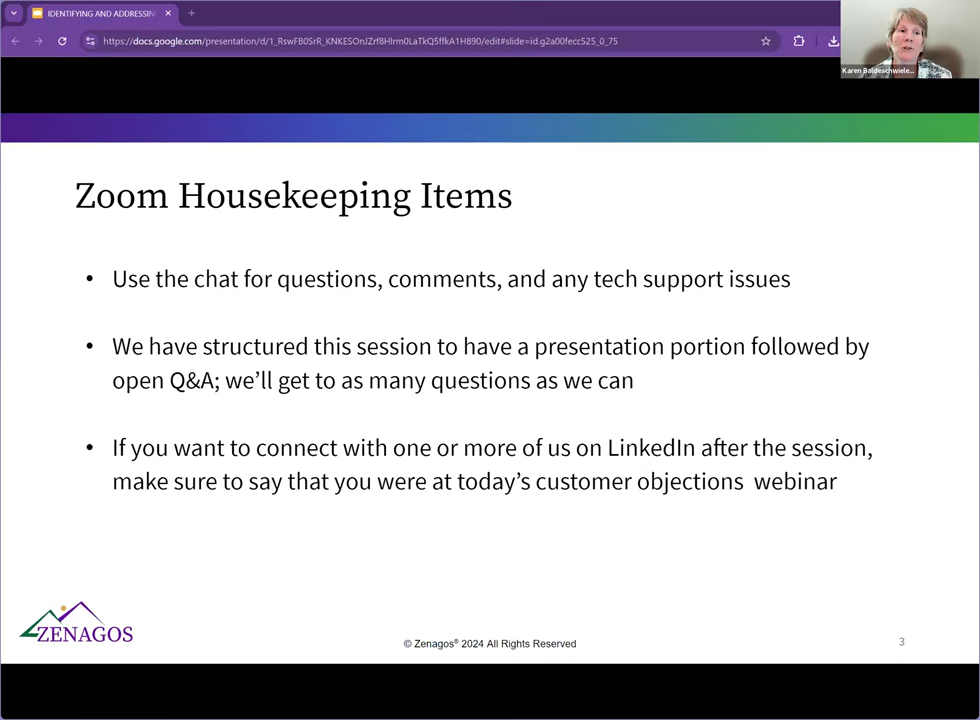 IDENTIFYING AND ADDRESSIN
https://docs.google.com/presentation/d/1_RswFB0SrR_KNKESOnJZrf8Hlrm0LaTkQ5ffkA1H890/edit#slide=id.g2a00fecc525_0_75
Karen Baldeschwiele...
Zoom Housekeeping Items
• Use the chat for questions, comments, and any tech support issues
• We have structured this session to have a presentation portion followed by
open Q&A; we’ll get to as many questions as we can
• If you want to connect with one or more of us on LinkedIn after the session,
make sure to say that you were at today’s customer objections  webinar
ZENAGOS
© Zenagos® 2024 All Rights Reserved
3